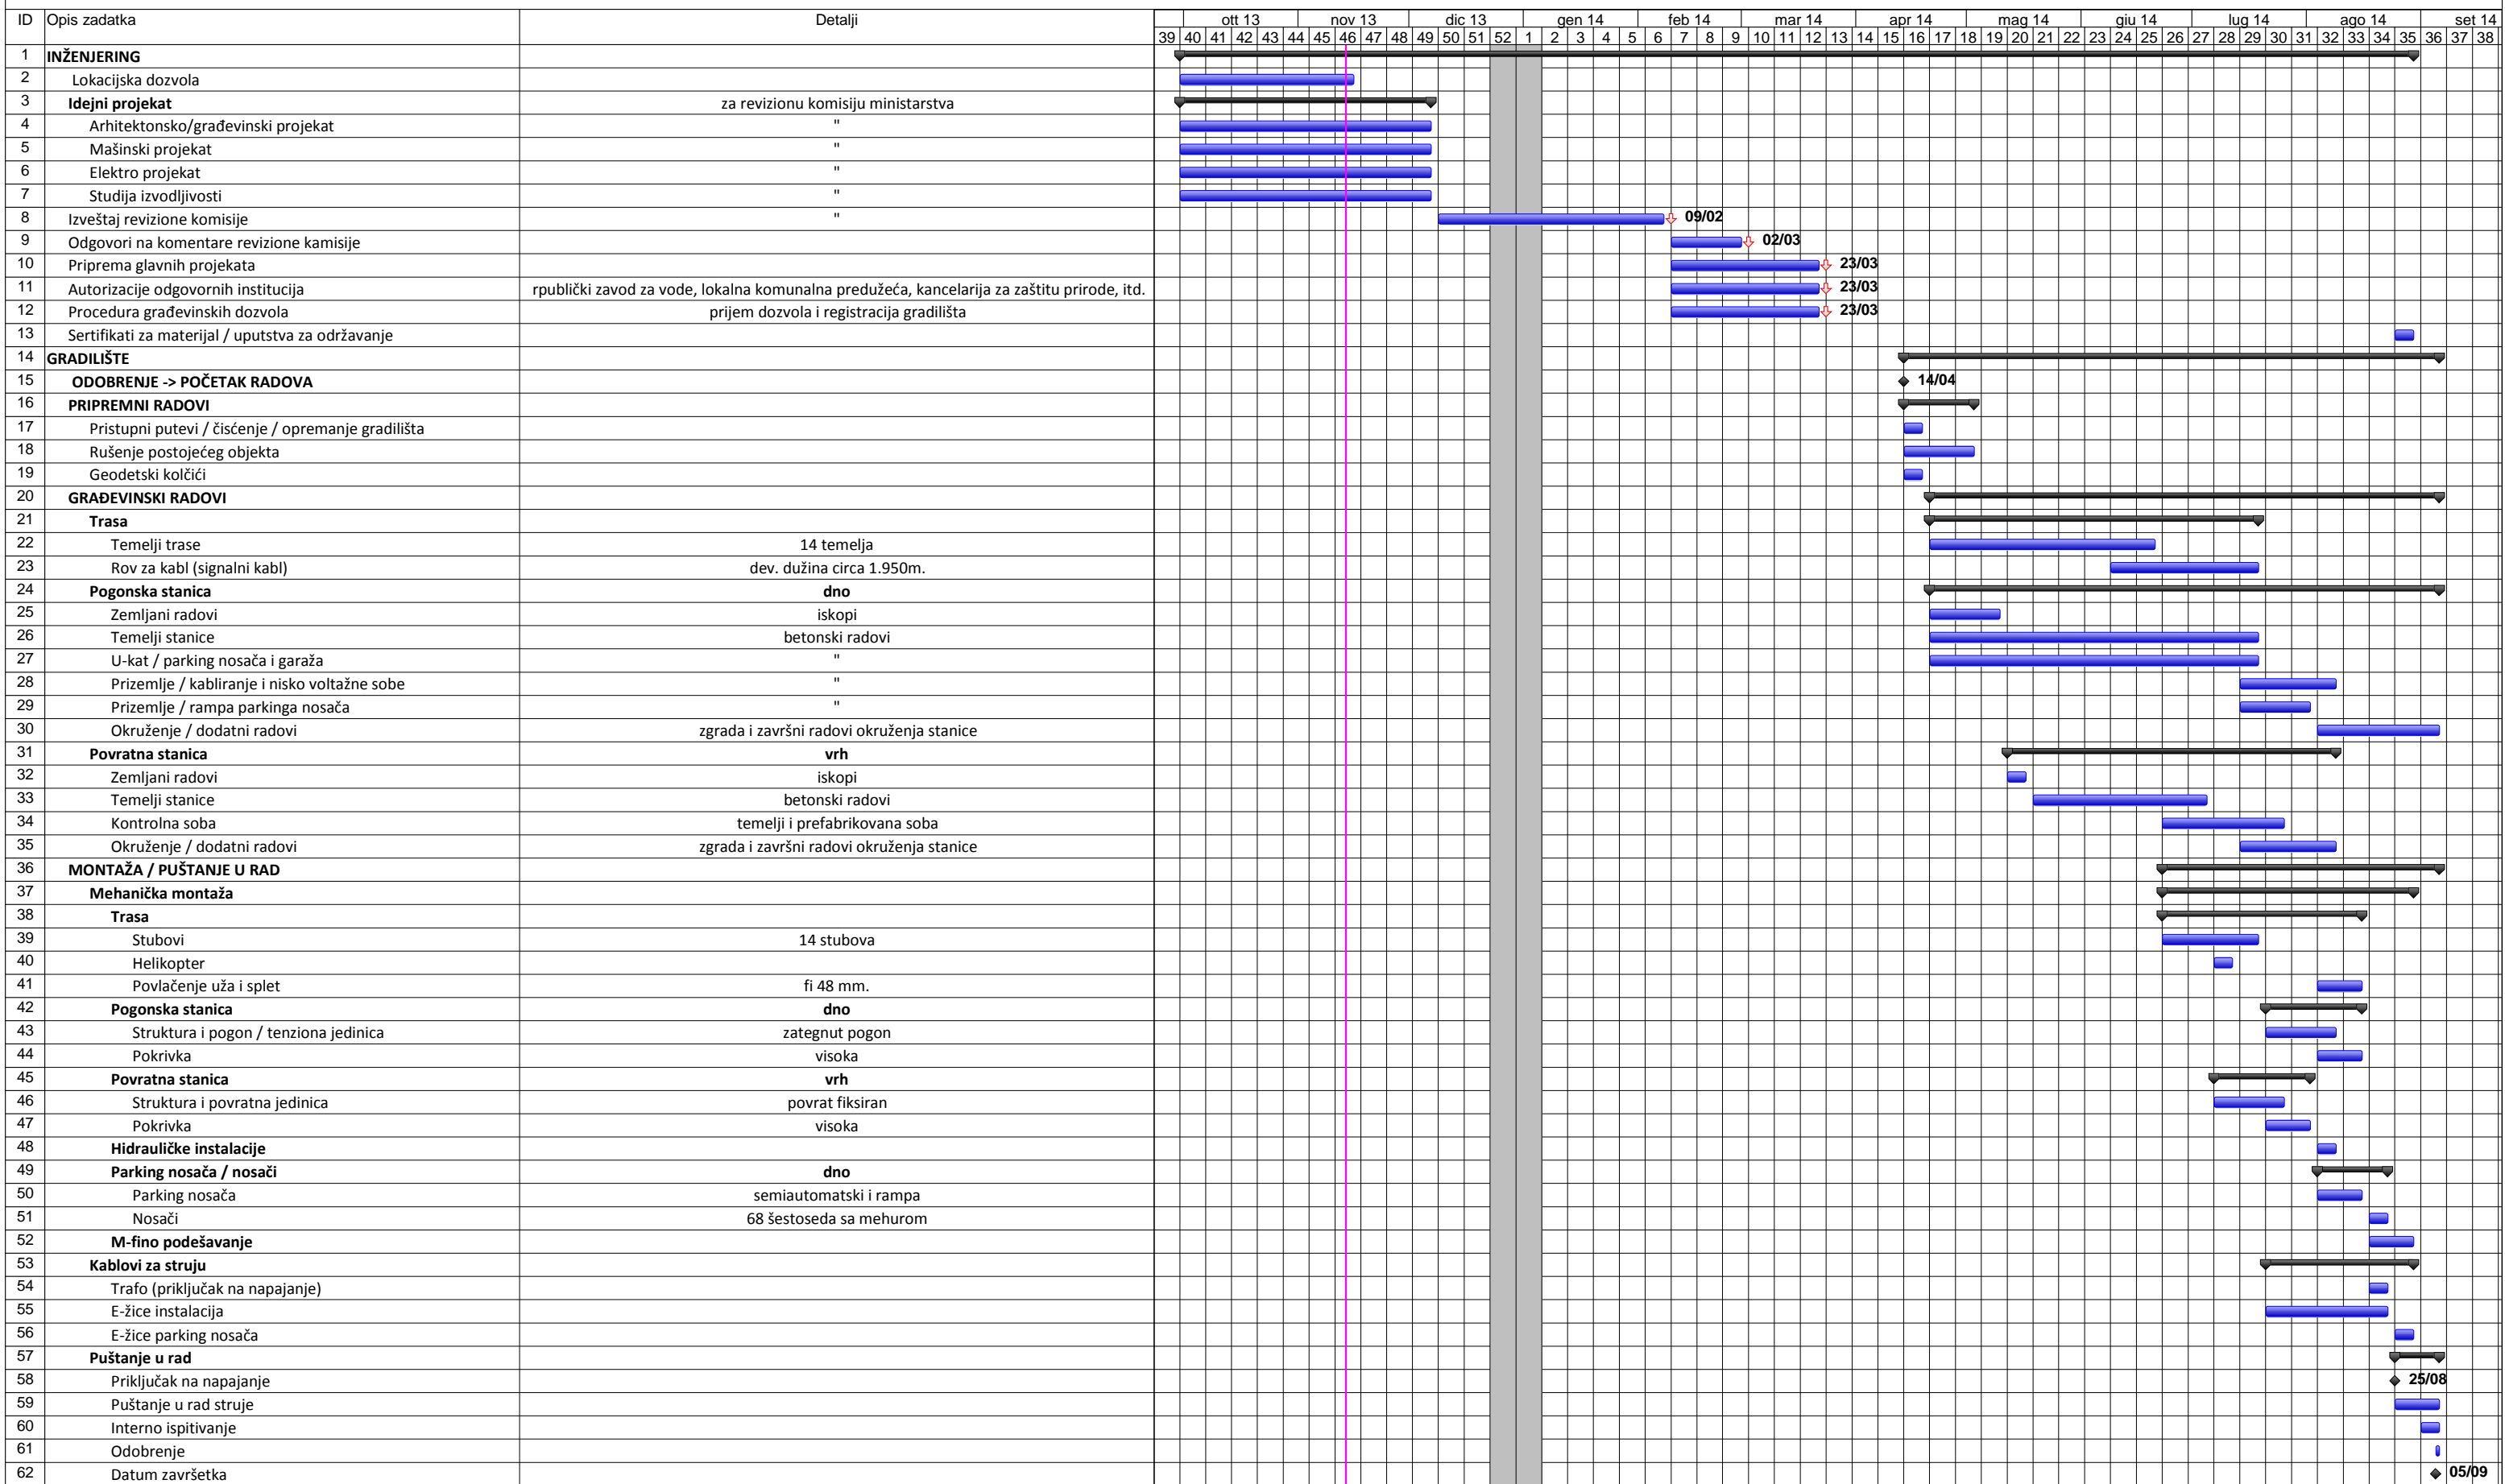 ID Opis zadatka Detalji ott 13 nov 13 dic 13 gen 14 feb 14 mar 14 apr 14 mag 14 giu 14 lug 14 ago 14 set 14
39 40 41 42 43 44 45 46 47 48 49 50 51 52 1 2 3 4 5 6 7 8 9 10 11 12 13 14 15 16 17 18 19 20 21 22 23 24 25 26 27 28 29 30 31 32 33 34 35 36 37 38
1 INŽENJERING
2 Lokacijska dozvola
3 Idejni projekat za revizionu komisiju ministarstva
4 Arhitektonsko/građevinski projekat "
5 Mašinski projekat "
6 Elektro projekat "
7 Studija izvodljivosti "
8 Izveštaj revizione komisije " 09/02
9 Odgovori na komentare revizione kamisije 02/03
10 Priprema glavnih projekata 23/03
11 Autorizacije odgovornih institucija rpublički zavod za vode, lokalna komunalna predužeća, kancelarija za zaštitu prirode, itd. 23/03
12 Procedura građevinskih dozvola prijem dozvola i registracija gradilišta 23/03
13 Sertifikati za materijal / uputstva za održavanje
14 GRADILIŠTE
15 ODOBRENJE -> POČETAK RADOVA 14/04
16 PRIPREMNI RADOVI
17 Pristupni putevi / čisćenje / opremanje gradilišta
18 Rušenje postojećeg objekta
19 Geodetski kolčići
20 GRAĐEVINSKI RADOVI
21 Trasa
22 Temelji trase 14 temelja
23 Rov za kabl (signalni kabl) dev. dužina circa 1.950m.
24 Pogonska stanica dno
25 Zemljani radovi iskopi
26 Temelji stanice betonski radovi
27 U-kat / parking nosača i garaža "
28 Prizemlje / kabliranje i nisko voltažne sobe "
29 Prizemlje / rampa parkinga nosača "
30 Okruženje / dodatni radovi zgrada i završni radovi okruženja stanice
31 Povratna stanica vrh
32 Zemljani radovi iskopi
33 Temelji stanice betonski radovi
34 Kontrolna soba temelji i prefabrikovana soba
35 Okruženje / dodatni radovi zgrada i završni radovi okruženja stanice
36 MONTAŽA / PUŠTANJE U RAD
37 Mehanička montaža
38 Trasa
39 Stubovi 14 stubova
40 Helikopter
41 Povlačenje uža i splet fi 48 mm.
42 Pogonska stanica dno
43 Struktura i pogon / tenziona jedinica zategnut pogon
44 Pokrivka visoka
45 Povratna stanica vrh
46 Struktura i povratna jedinica povrat fiksiran
47 Pokrivka visoka
48 Hidrauličke instalacije
49 Parking nosača / nosači dno
50 Parking nosača semiautomatski i rampa
51 Nosači 68 šestoseda sa mehurom
52 M-fino podešavanje
53 Kablovi za struju
54 Trafo (priključak na napajanje)
55 E-žice instalacija
56 E-žice parking nosača
57 Puštanje u rad
58 Priključak na napajanje 25/08
59 Puštanje u rad struje
60 Interno ispitivanje
61 Odobrenje
62 Datum završetka 05/09